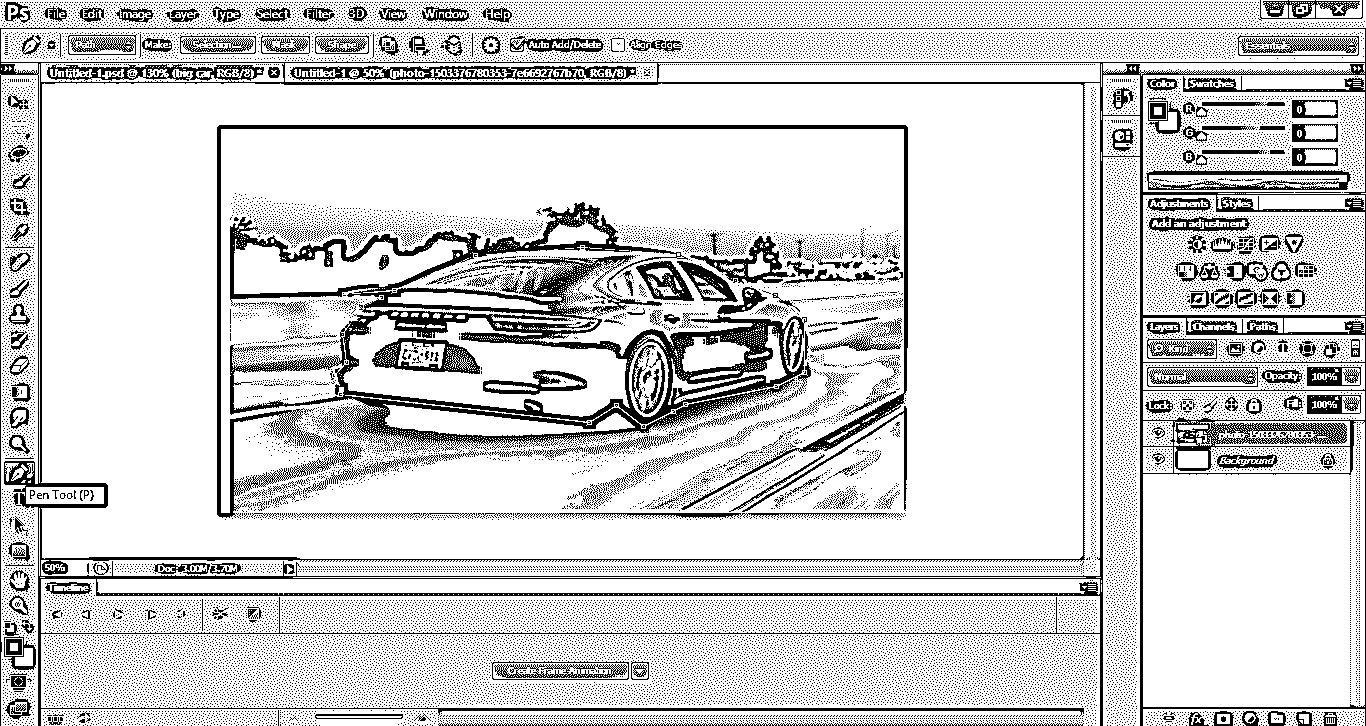 Ps File Edit Image Layer Type Select Filter 3D View Window Help
Path Make: Selection... Mask Shape Auto Add/Delete Align Edges
Untitled-1.psd @ 130% (big car, RGB/8) * Untitled-1 @ 50% (photo-1503376780353-7e6692767b70, RGB/8) *
Color Swatches
R 0
G 0
B 0
Adjustments Styles
Add an adjustment
Layers Channels Paths
Normal Opacity: 100%
Lock: Fill: 100%
Background
Pen Tool (P)
50% Doc: 3.00M/3.70M
Timeline